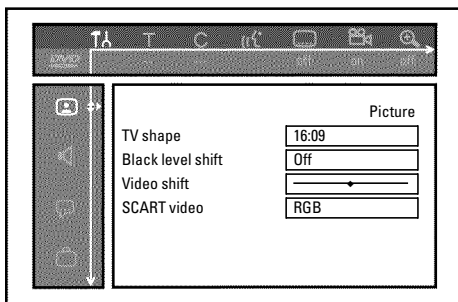 T C
DVD off on off
Picture
TV shape 16:09
Black level shift Off
Video shift
SCART video RGB